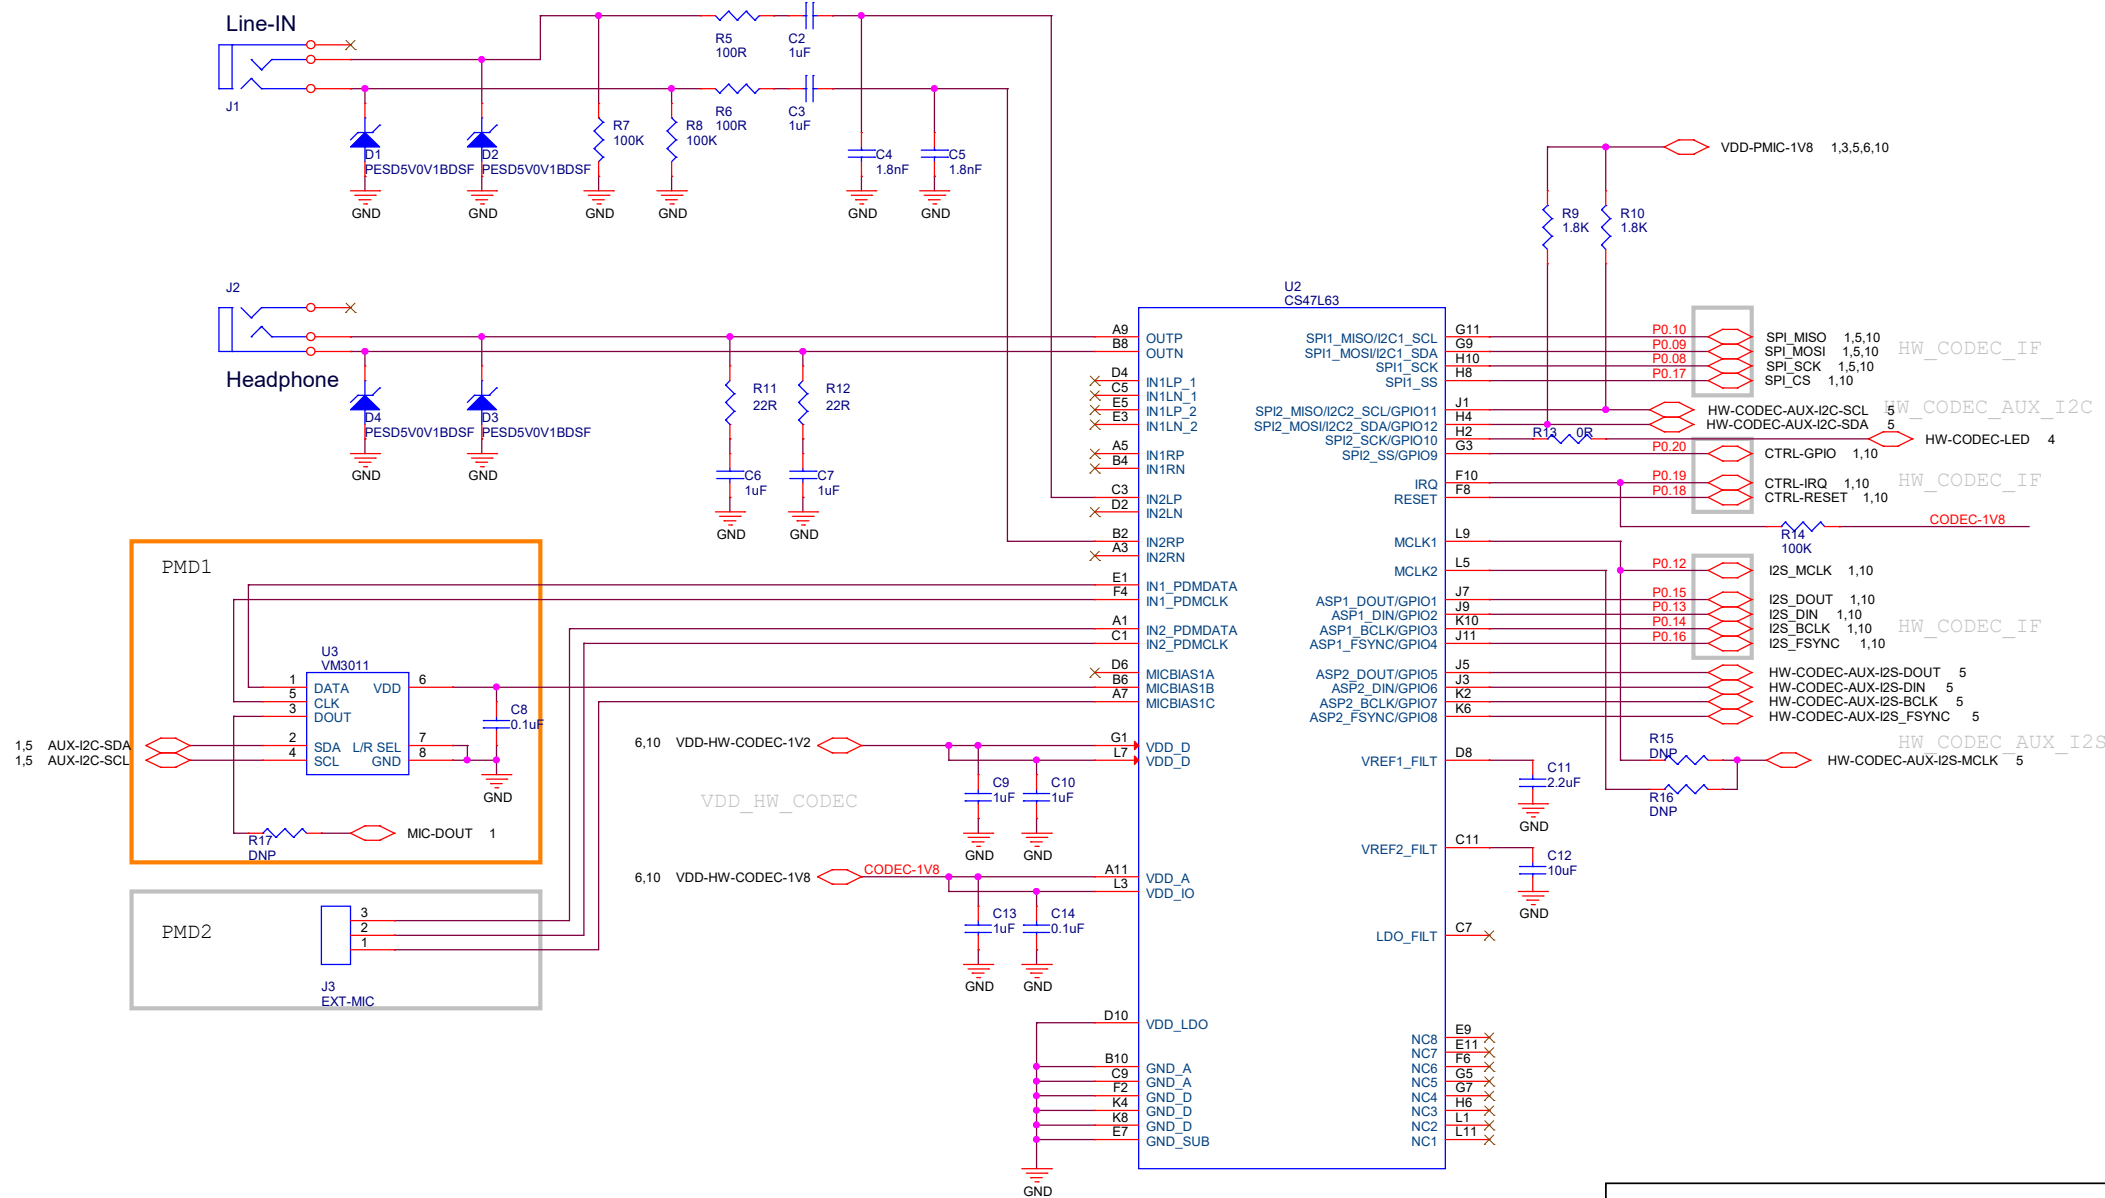 Line-IN
J1
R5
100R
C2
1uF
R6
100R
C3
1uF
D1
PESD5V0V1BDSF
D2
PESD5V0V1BDSF
R7
100K
R8
100K
C4
1.8nF
C5
1.8nF
GND
GND
GND
GND
GND
GND
VDD-PMIC-1V8 1,3,5,6,10
R9
1.8K
R10
1.8K
J2
Headphone
D4
PESD5V0V1BDSF
D3
PESD5V0V1BDSF
GND
GND
R11
22R
R12
22R
C6
1uF
C7
1uF
GND
GND
U2
CS47L63
A9 OUTP
B8 OUTN
D4 IN1LP_1
C5 IN1LN_1
E5 IN1LP_2
E3 IN1LN_2
A5 IN1RP
B4 IN1RN
C3 IN2LP
D2 IN2LN
B2 IN2RP
A3 IN2RN
E1 IN1_PDMDATA
F4 IN1_PDMCLK
A1 IN2_PDMDATA
C1 IN2_PDMCLK
D6 MICBIAS1A
B6 MICBIAS1B
A7 MICBIAS1C
G1 VDD_D
L7 VDD_D
A11 VDD_A
L3 VDD_IO
D10 VDD_LDO
B10 GND_A
C9 GND_A
F2 GND_D
K4 GND_D
K8 GND_D
E7 GND_SUB
GND
SPI1_MISO/I2C1_SCL G11 P0.10 SPI_MISO 1,5,10
SPI1_MOSI/I2C1_SDA G9 P0.09 SPI_MOSI 1,5,10
SPI1_SCK H10 P0.08 SPI_SCK 1,5,10
SPI1_SS H8 P0.17 SPI_CS 1,10
HW_CODEC_IF
SPI2_MISO/I2C2_SCL/GPIO11 J1 HW-CODEC-AUX-I2C-SCL 5
SPI2_MOSI/I2C2_SDA/GPIO12 H4 HW-CODEC-AUX-I2C-SDA 5
HW_CODEC_AUX_I2C
SPI2_SCK/GPIO10 H2 R13 0R HW-CODEC-LED 4
SPI2_SS/GPIO9 G3 P0.20 CTRL-GPIO 1,10
IRQ F10 P0.19 CTRL-IRQ 1,10
RESET F8 P0.18 CTRL-RESET 1,10
HW_CODEC_IF
CODEC-1V8
R14
100K
MCLK1 L9
MCLK2 L5 P0.12 I2S_MCLK 1,10
ASP1_DOUT/GPIO1 J7 P0.15 I2S_DOUT 1,10
ASP1_DIN/GPIO2 J9 P0.13 I2S_DIN 1,10
ASP1_BCLK/GPIO3 K10 P0.14 I2S_BCLK 1,10
ASP1_FSYNC/GPIO4 J11 P0.16 I2S_FSYNC 1,10
HW_CODEC_IF
ASP2_DOUT/GPIO5 J5 HW-CODEC-AUX-I2S-DOUT 5
ASP2_DIN/GPIO6 J3 HW-CODEC-AUX-I2S-DIN 5
ASP2_BCLK/GPIO7 K2 HW-CODEC-AUX-I2S-BCLK 5
ASP2_FSYNC/GPIO8 K6 HW-CODEC-AUX-I2S_FSYNC 5
HW_CODEC_AUX_I2S
R15
DNP
HW-CODEC-AUX-I2S-MCLK 5
R16
DNP
VREF1_FILT D8
C11
2.2uF
GND
VREF2_FILT C11
C12
10uF
GND
LDO_FILT C7
NC8 E9
NC7 E11
NC6 F6
NC5 G5
NC4 G7
NC3 H6
NC2 L1
NC1 L11
PMD1
U3
VM3011
1 DATA VDD 6
5 CLK
3 DOUT
2 SDA L/R SEL 7
4 SCL GND 8
C8
0.1uF
GND
1,5 AUX-I2C-SDA
1,5 AUX-I2C-SCL
R17
DNP
MIC-DOUT 1
PMD2
3
2
1
J3
EXT-MIC
6,10 VDD-HW-CODEC-1V2
C9
1uF
C10
1uF
GND
GND
VDD_HW_CODEC
6,10 VDD-HW-CODEC-1V8
CODEC-1V8
C13
1uF
C14
0.1uF
GND
GND